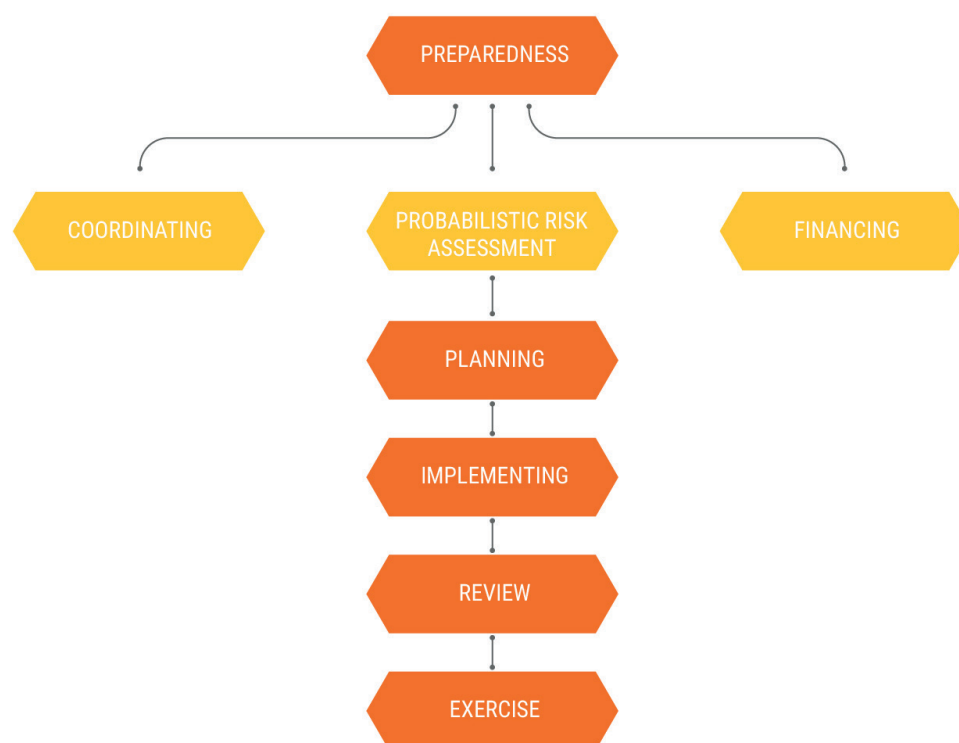 PREPAREDNESS
COORDINATING
PROBABILISTIC RISK
ASSESSMENT
FINANCING
PLANNING
IMPLEMENTING
REVIEW
EXERCISE